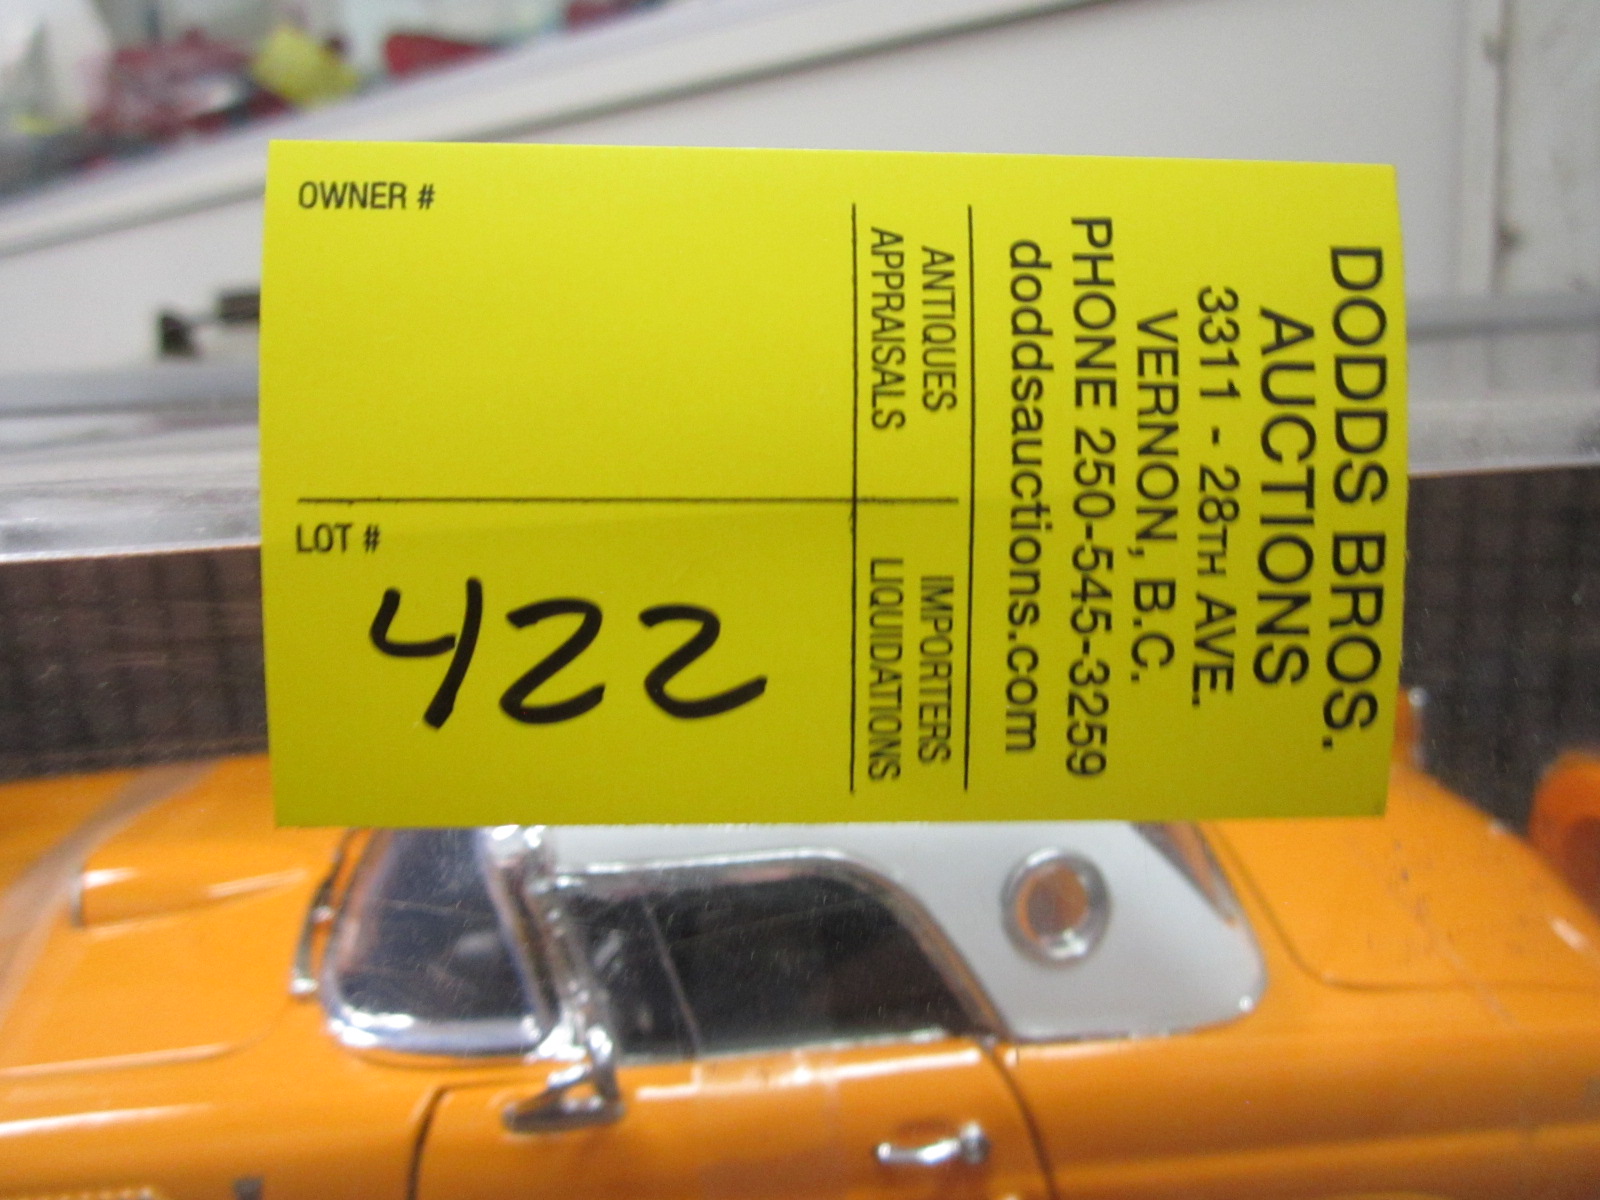 DODDS BROS.
AUCTIONS
3311 - 28TH AVE.
VERNON, B.C.
PHONE 250-545-3259
doddsauctions.com
ANTIQUES IMPORTERS
APPRAISALS LIQUIDATIONS
OWNER #
LOT #
422